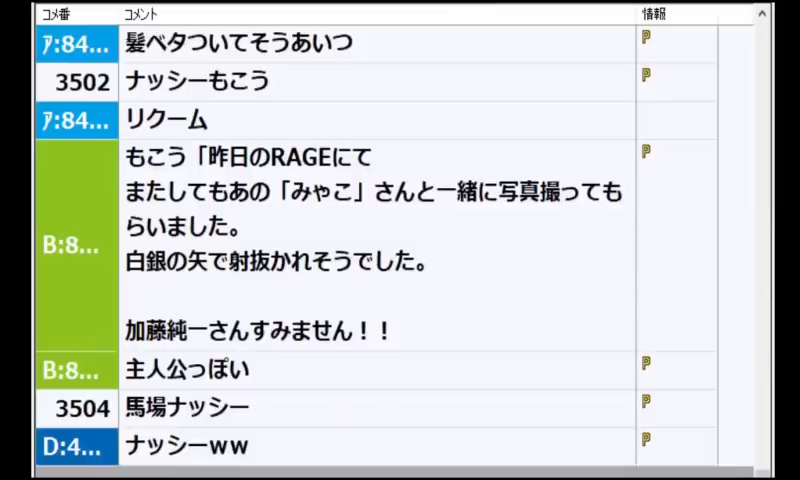 コメ番 コメント 情報
ｱ:84... 髪ベタついてそうあいつ P
3502 ナッシーもこう P
ｱ:84... リクーム
B:8... もこう「昨日のRAGEにて P
またしてもあの「みゃこ」さんと一緒に写真撮っても
らいました。
白銀の矢で射抜かれそうでした。
加藤純一さんすみません！！
B:8... 主人公っぽい P
3504 馬場ナッシー P
D:4... ナッシーｗｗ P